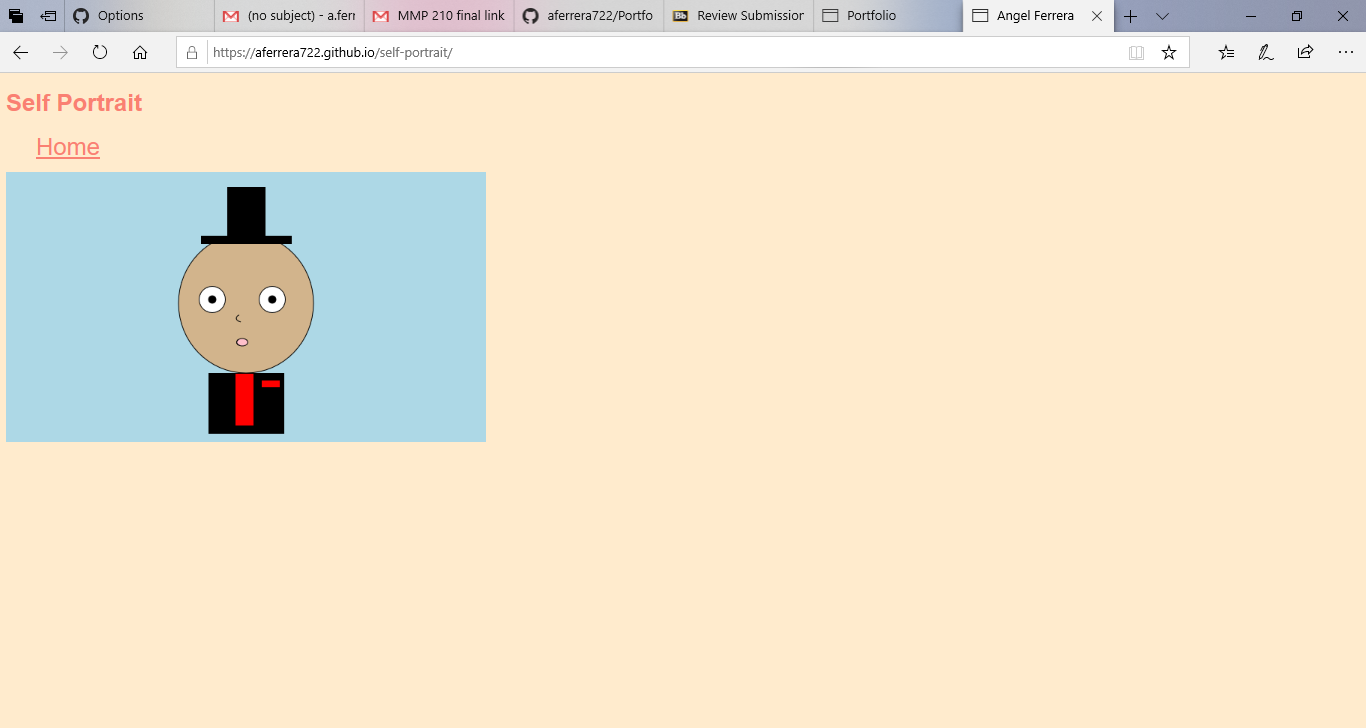 Options
(no subject) - a.ferr
MMP 210 final link
aferrera722/Portfo
Bb Review Submission
Portfolio
Angel Ferrera
https://aferrera722.github.io/self-portrait/
Self Portrait
Home